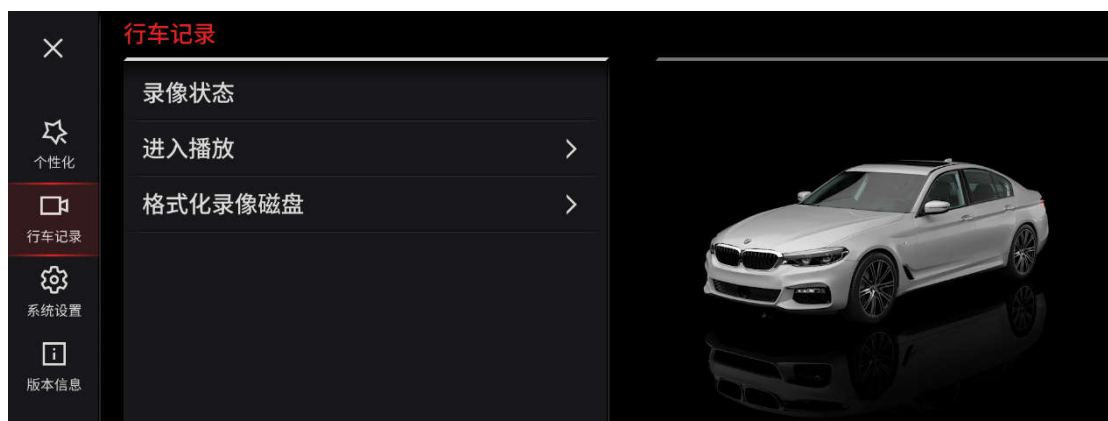 行车记录
录像状态
进入播放
格式化录像磁盘
个性化
行车记录
系统设置
版本信息